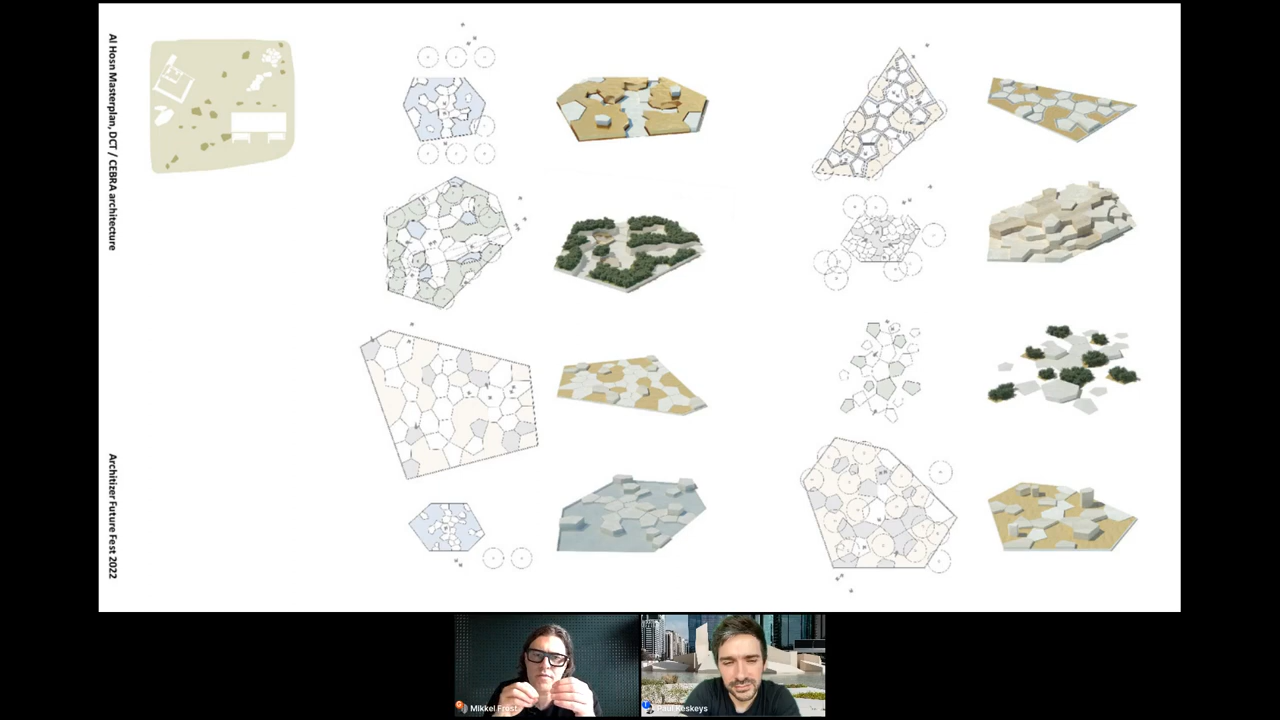 Al Hosn Masterplan, DCT / CEBRA architecture
Architizer Future Fest 2022
Mikkel Frost
Paul Keskeys